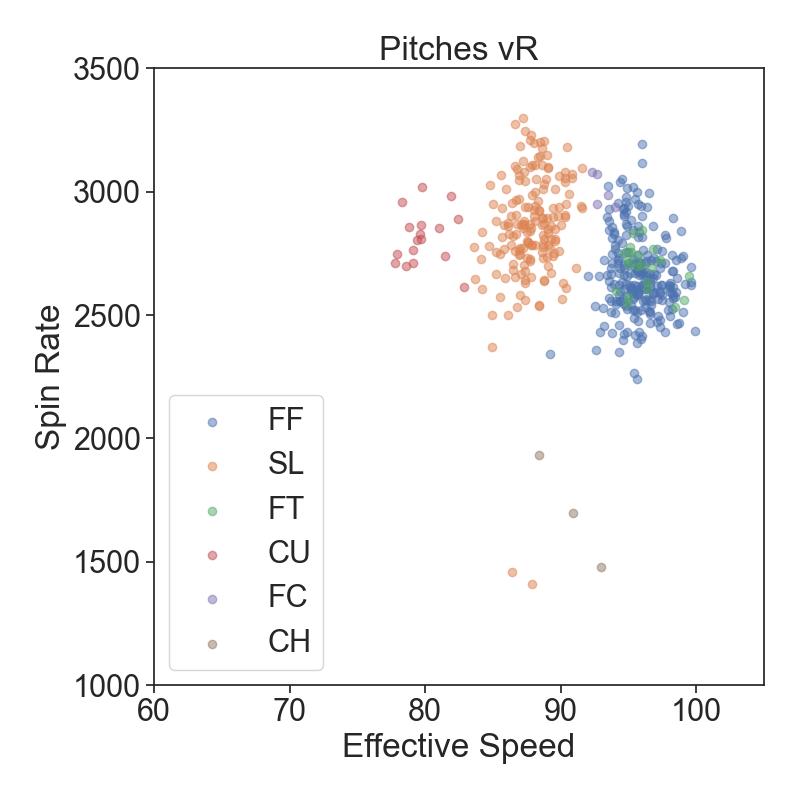 Pitches vR
3500
3000
2500
2000
1500
1000
Spin Rate
FF
SL
FT
CU
FC
CH
60 70 80 90 100
Effective Speed